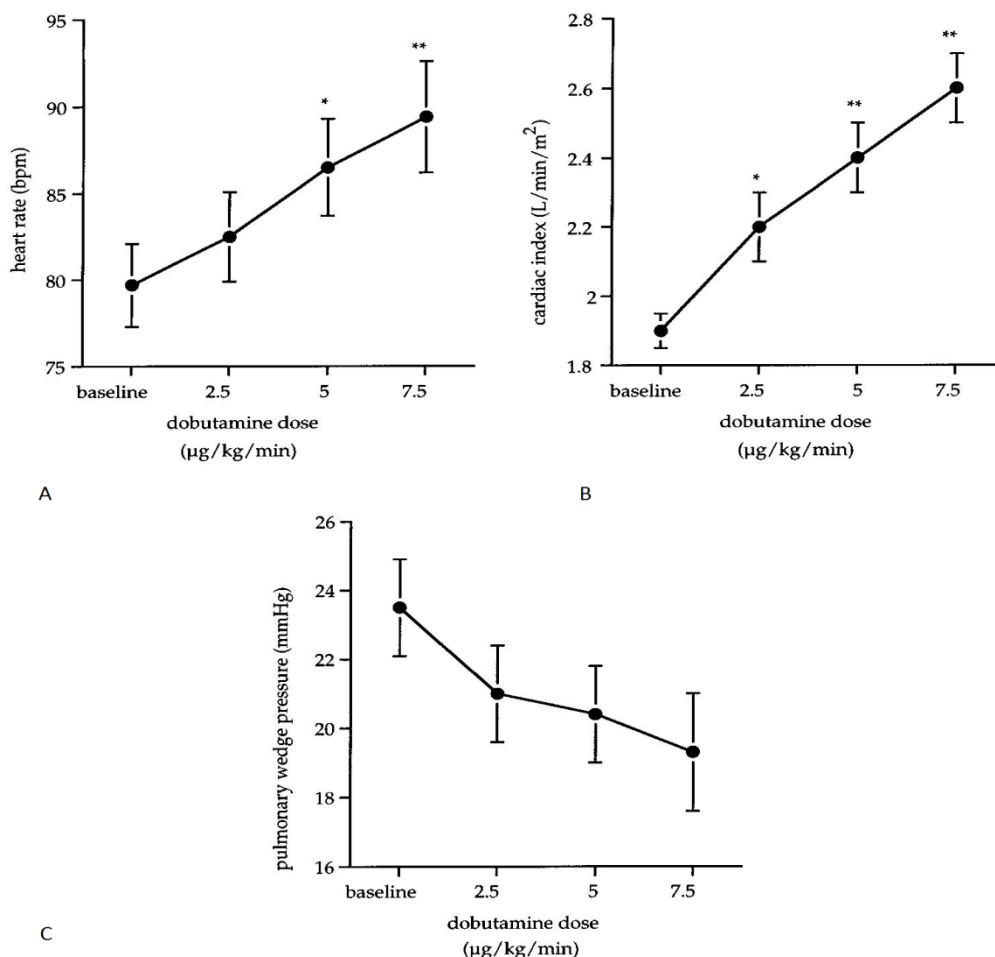 heart rate (bpm)
95
90
85
80
75
*
**
baseline
2.5
5
7.5
dobutamine dose
(µg/kg/min)
A
cardiac index (L/min/m²)
3
2.8
2.6
2.4
2.2
2
1.8
*
**
**
baseline
2.5
5
7.5
dobutamine dose
(µg/kg/min)
B
pulmonary wedge pressure (mmHg)
26
24
22
20
18
16
baseline
2.5
5
7.5
dobutamine dose
(µg/kg/min)
C